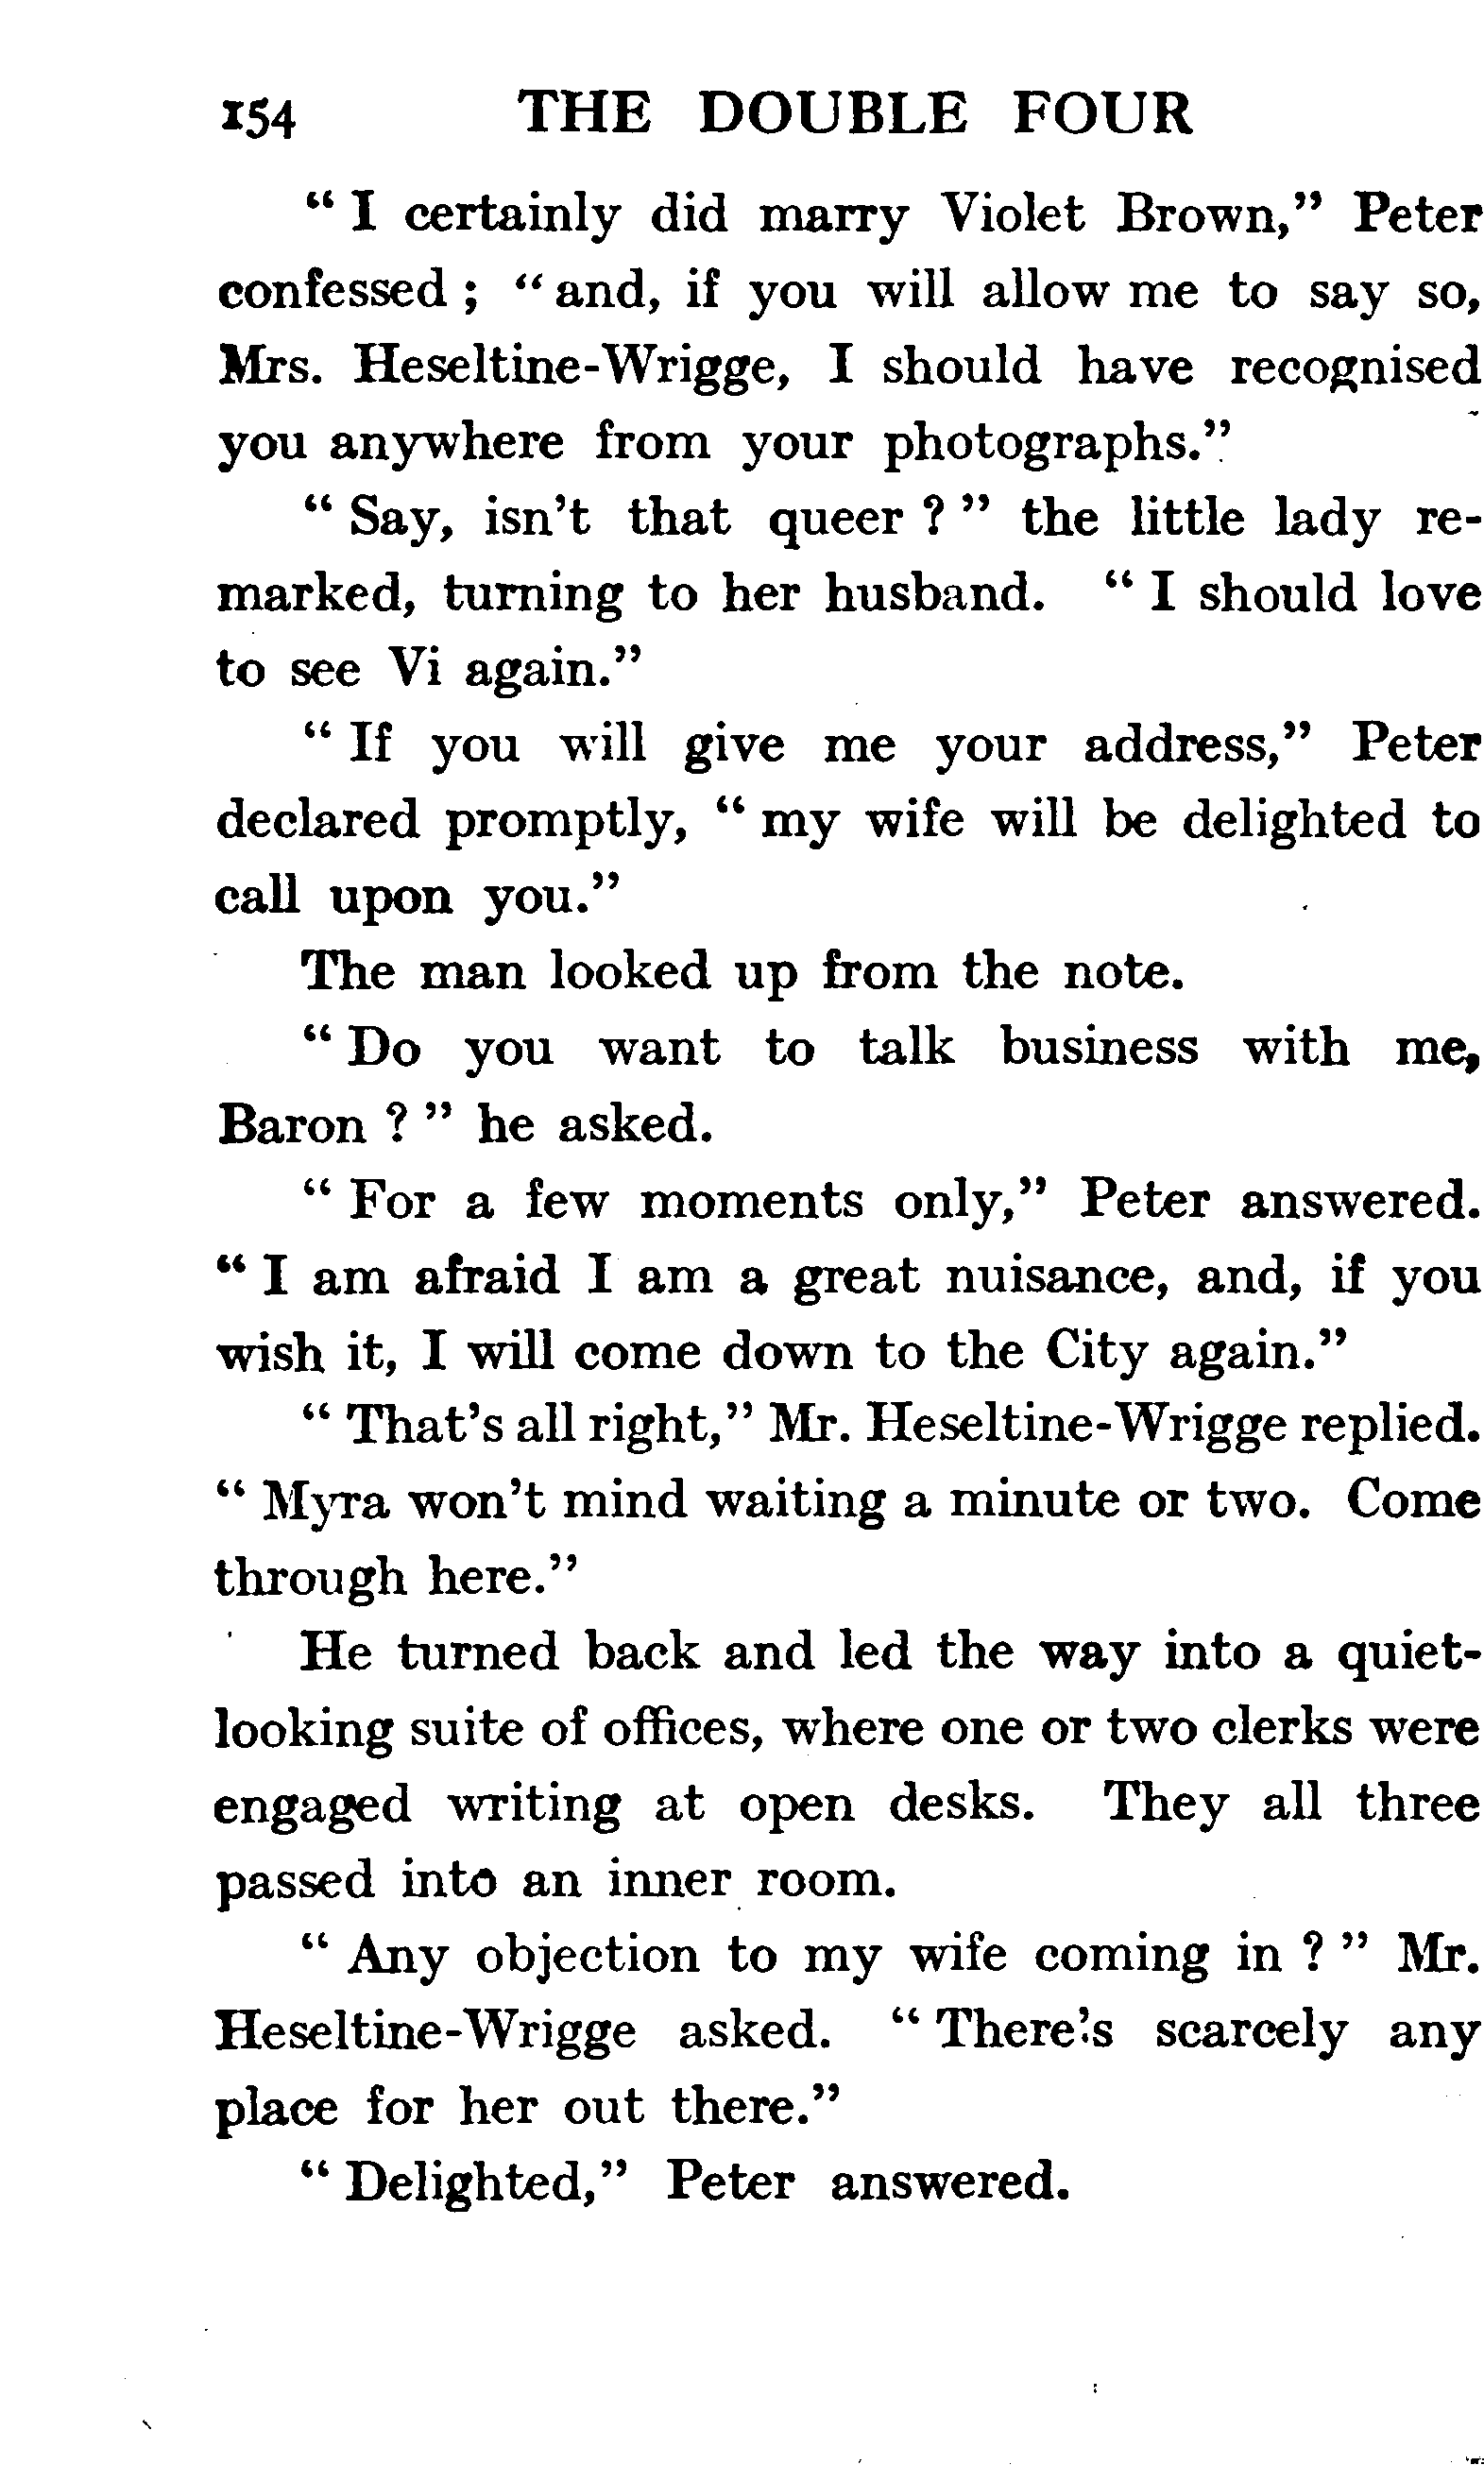 154 THE DOUBLE FOUR
“ I certainly did marry Violet Brown,” Peter
confessed ; “ and, if you will allow me to say so,
Mrs. Heseltine-Wrigge, I should have recognised
you anywhere from your photographs.”
“ Say, isn’t that queer ? ” the little lady re-
marked, turning to her husband. “ I should love
to see Vi again.”
“ If you will give me your address,” Peter
declared promptly, “ my wife will be delighted to
call upon you.”
The man looked up from the note.
“ Do you want to talk business with me,
Baron ? ” he asked.
“ For a few moments only,” Peter answered.
“ I am afraid I am a great nuisance, and, if you
wish it, I will come down to the City again.”
“ That’s all right,” Mr. Heseltine-Wrigge replied.
“ Myra won’t mind waiting a minute or two. Come
through here.”
He turned back and led the way into a quiet-
looking suite of offices, where one or two clerks were
engaged writing at open desks. They all three
passed into an inner room.
“ Any objection to my wife coming in ? ” Mr.
Heseltine-Wrigge asked. “ There’s scarcely any
place for her out there.”
“ Delighted,” Peter answered.